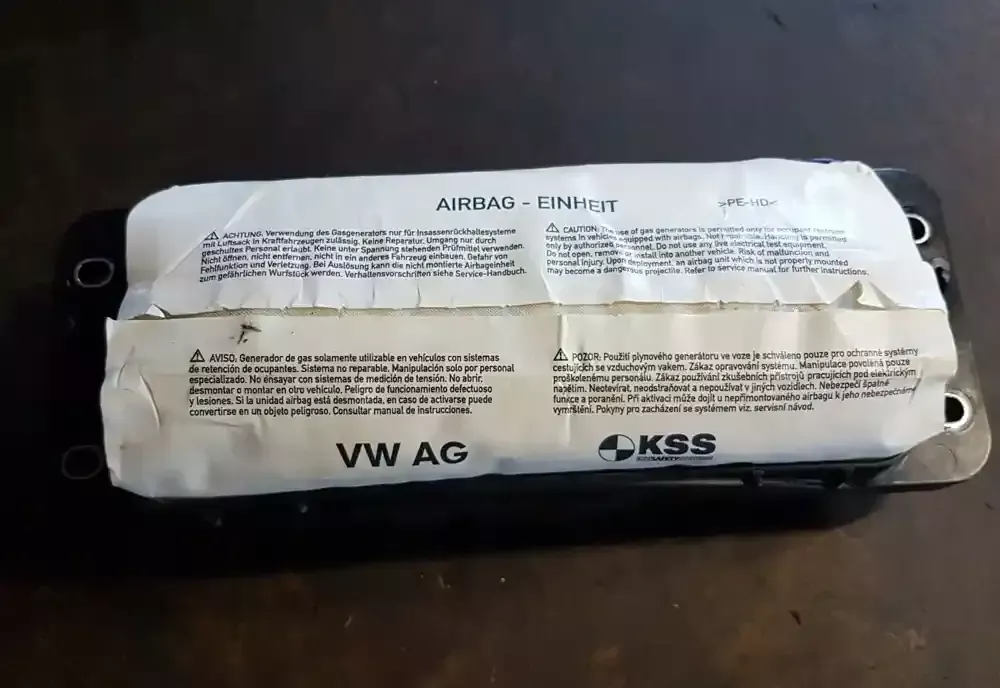 AIRBAG - EINHEIT
>PE-HD<
⚠ ACHTUNG. Verwendung des Gasgenerators nur für Insassenrückhaltesysteme
mit Luftsack in Kraftfahrzeugen zulässig. Keine Reparatur. Umgang nur durch
geschultes Personal erlaubt. Keine unter Spannung stehenden Prüfmittel verwenden.
Nicht öffnen, nicht entfernen, nicht in ein anderes Fahrzeug einbauen. Gefahr von
Fehlfunktion und Verletzung. Bei Auslösung kann die nicht montierte Airbageinheit
zum gefährlichen Wurfstück werden. Verhaltensvorschriften siehe Service-Handbuch.
⚠ CAUTION: The use of gas generators is permitted only for occupant restraint
systems in vehicles equipped with airbags. Not repairable. Handling is permitted
only by authorized personnel. Do not use any live electrical test equipment.
Do not open, remove or install into another vehicle. Risk of malfunction and
personal injury. Upon deployment, an airbag unit which is not properly mounted
may become a dangerous projectile. Refer to service manual for further instructions.
⚠ AVISO: Generador de gas solamente utilizable en vehículos con sistemas
de retención de ocupantes. Sistema no reparable. Manipulación solo por personal
especializado. No ensayar con sistemas de medición de tensión. No abrir,
desmontar o montar en otro vehículo. Peligro de funcionamiento defectuoso
y lesiones. Si la unidad airbag está desmontada, en caso de activarse puede
convertirse en un objeto peligroso. Consultar manual de instrucciones.
⚠ POZOR: Použití plynového generátoru ve voze je schváleno pouze pro ochranné systémy
cestujících se vzduchovým vakem. Zákaz opravování systému. Manipulace povolená pouze
proškolenému personálu. Zákaz používání zkušebních přístrojů pracujících pod elektrickým
napětím. Neotevírat, neodstraňovat a nepoužívat v jiných vozidlech. Nebezpečí špatné
funkce a poranění. Při aktivaci může dojít u nepřimontovaného airbagu k jeho nebezpečnému
vymrštění. Pokyny pro zacházení se systémem viz. servisní návod.
VW AG
KSS